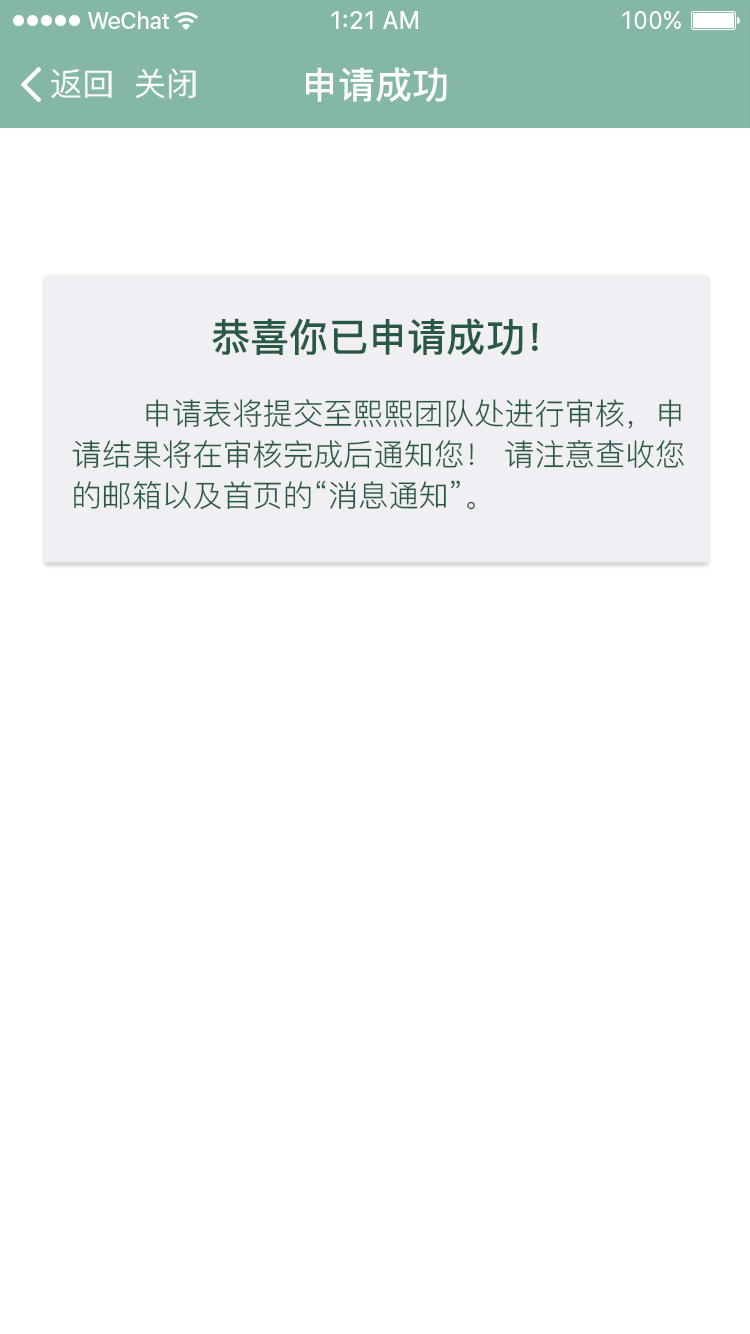 WeChat 1:21 AM 100%
返回 关闭 申请成功
恭喜你已申请成功！
申请表将提交至熙熙团队处进行审核，申
请结果将在审核完成后通知您！ 请注意查收您
的邮箱以及首页的“消息通知”。